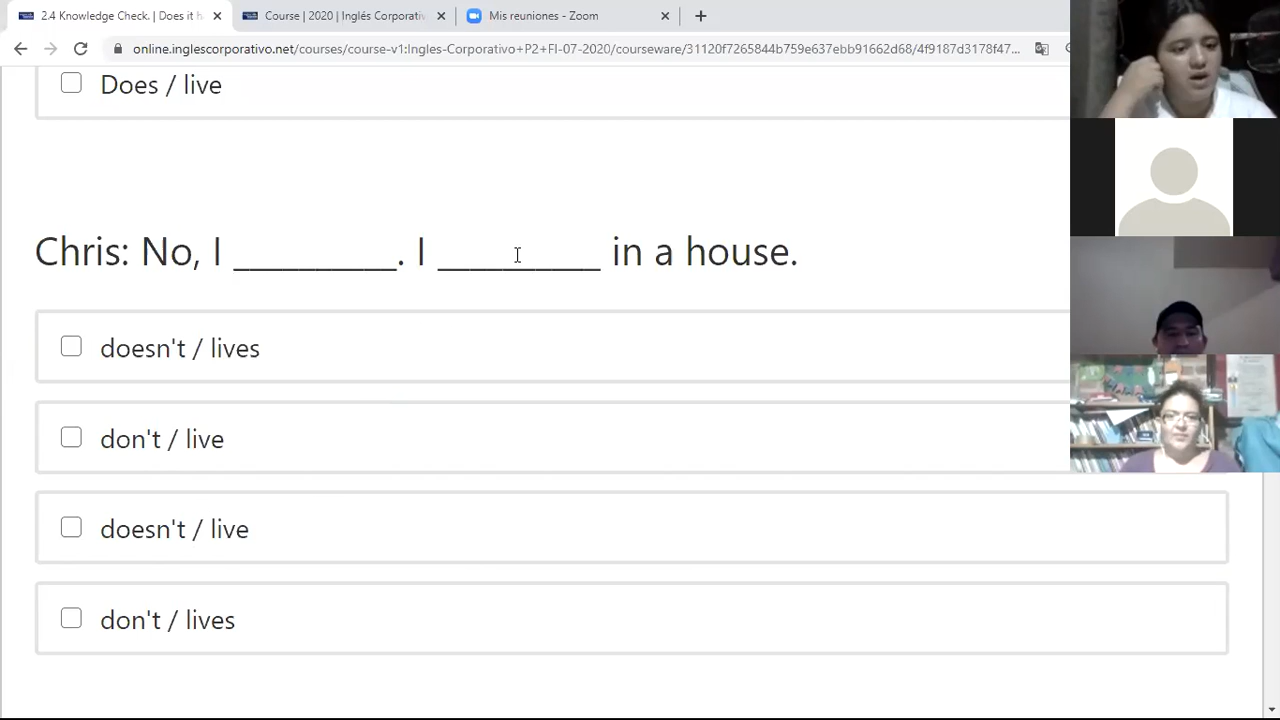 2.4 Knowledge Check. | Does it h
Course | 2020 | Inglés Corporativ
Mis reuniones - Zoom
online.inglescorporativo.net/courses/course-v1:Ingles-Corporativo+P2+FI-07-2020/courseware/31120f7265844b759e637ebb91662d68/4f9187d3178f47...
Does / live
Chris: No, I __________. I __________ in a house.
doesn't / lives
don't / live
doesn't / live
don't / lives